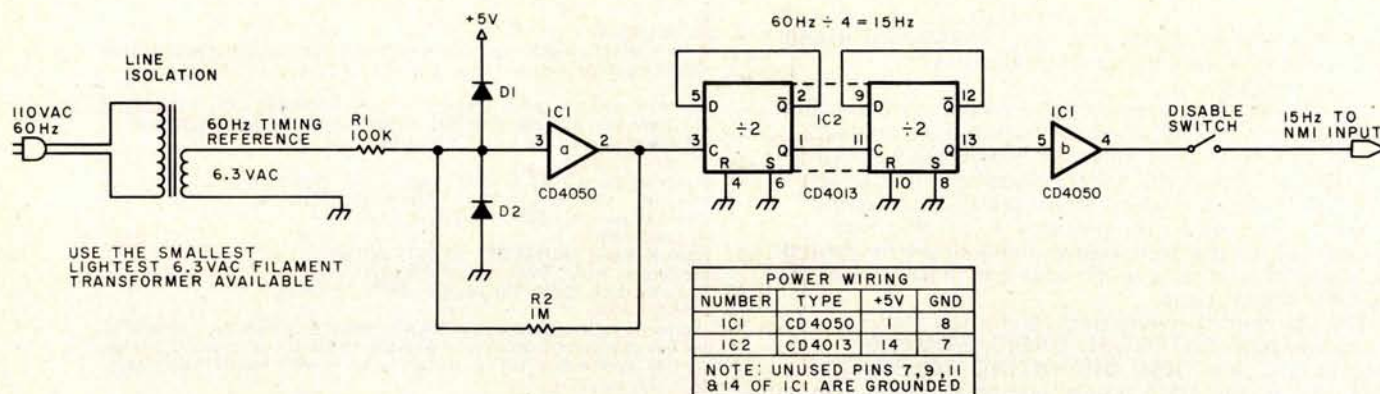 +5V
60Hz ÷ 4 = 15Hz
LINE
ISOLATION
110VAC
60Hz
60Hz TIMING
REFERENCE
6.3 VAC
R1
100K
D1
D2
IC1
3
a
2
CD4050
5
D
Q̅
2
÷2
3
C
Q
1
R
S
4
6
IC2
CD4013
9
D
Q̅
12
÷2
11
C
Q
13
R
S
10
8
IC1
5
b
4
CD4050
DISABLE
SWITCH
15Hz TO
NMI INPUT
USE THE SMALLEST
LIGHTEST 6.3VAC FILAMENT
TRANSFORMER AVAILABLE
R2
1M
POWER WIRING
NUMBER TYPE +5V GND
IC1 CD4050 1 8
IC2 CD4013 14 7
NOTE: UNUSED PINS 7,9,11
& 14 OF IC1 ARE GROUNDED